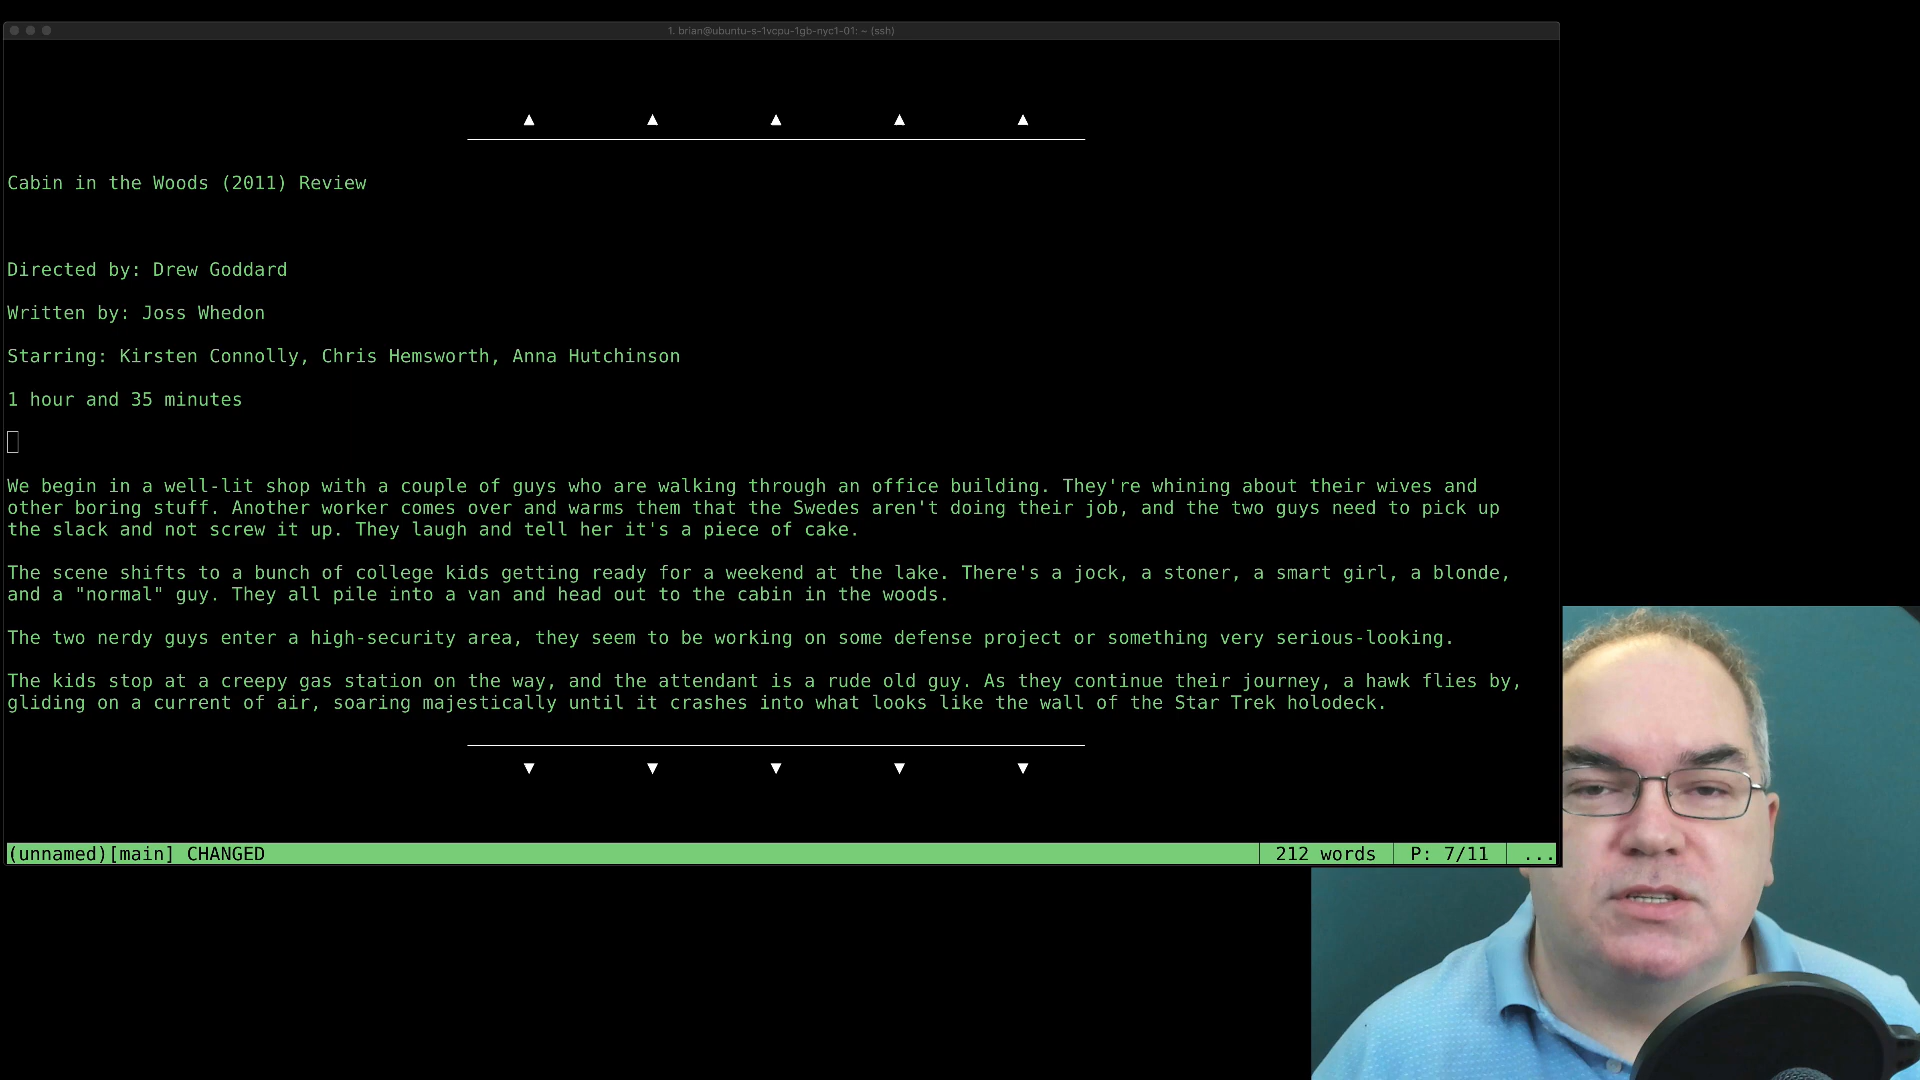 1. brian@ubuntu-s-1vcpu-1gb-nyc1-01: ~ (ssh)
Cabin in the Woods (2011) Review
Directed by: Drew Goddard
Written by: Joss Whedon
Starring: Kirsten Connolly, Chris Hemsworth, Anna Hutchinson
1 hour and 35 minutes
We begin in a well-lit shop with a couple of guys who are walking through an office building. They're whining about their wives and
other boring stuff. Another worker comes over and warms them that the Swedes aren't doing their job, and the two guys need to pick up
the slack and not screw it up. They laugh and tell her it's a piece of cake.
The scene shifts to a bunch of college kids getting ready for a weekend at the lake. There's a jock, a stoner, a smart girl, a blonde,
and a "normal" guy. They all pile into a van and head out to the cabin in the woods.
The two nerdy guys enter a high-security area, they seem to be working on some defense project or something very serious-looking.
The kids stop at a creepy gas station on the way, and the attendant is a rude old guy. As they continue their journey, a hawk flies by,
gliding on a current of air, soaring majestically until it crashes into what looks like the wall of the Star Trek holodeck.
(unnamed)[main] CHANGED 212 words P: 7/11 ...